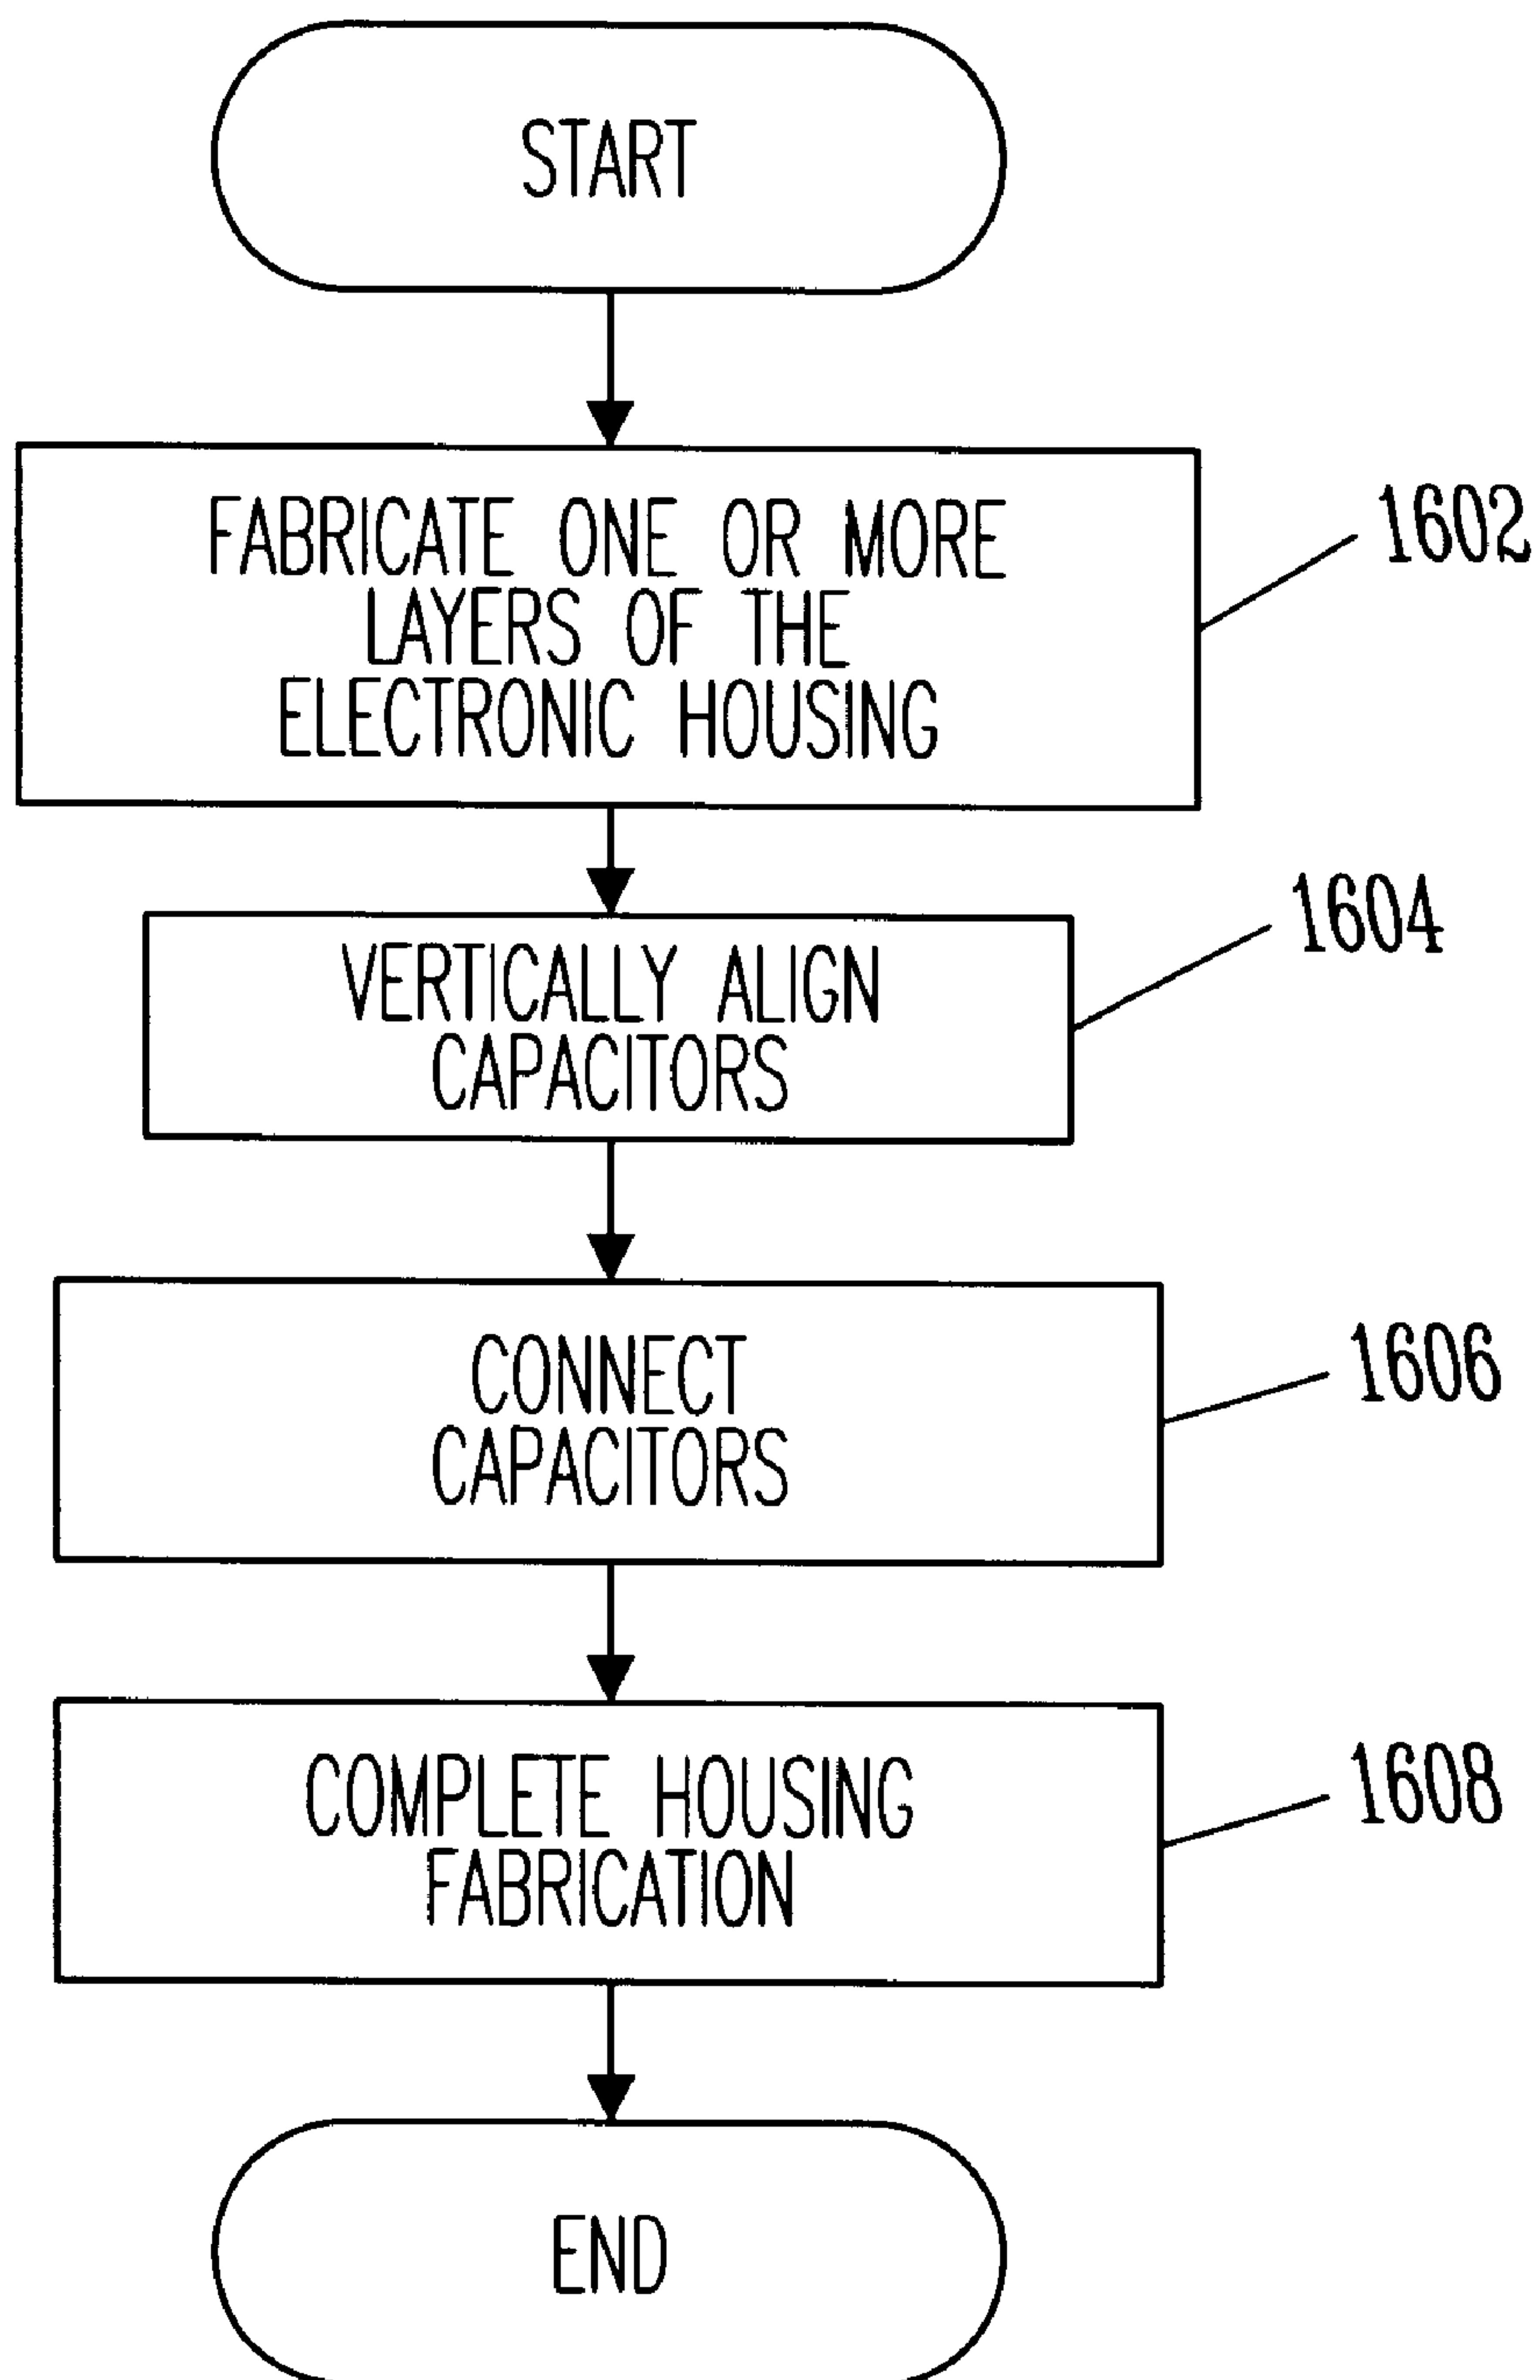 START
FABRICATE ONE OR MORE
LAYERS OF THE
ELECTRONIC HOUSING
1602
VERTICALLY ALIGN
CAPACITORS
1604
CONNECT
CAPACITORS
1606
COMPLETE HOUSING
FABRICATION
1608
END